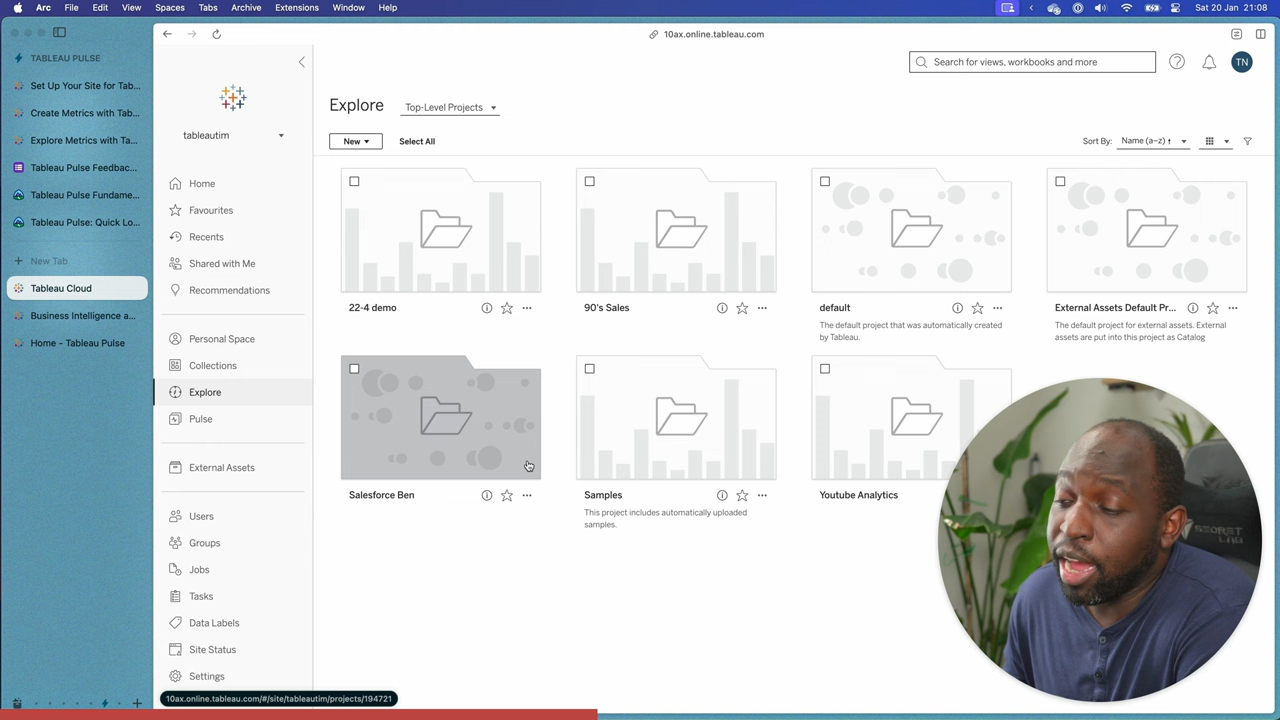 Arc File Edit View Spaces Tabs Archive Extensions Window Help Sat 20 Jan 21:08
10ax.online.tableau.com
TABLEAU PULSE
Set Up Your Site for Tab...
Create Metrics with Tab...
Explore Metrics with Ta...
Tableau Pulse Feedbac...
Tableau Pulse Fundame...
Tableau Pulse: Quick Lo...
New Tab
Tableau Cloud
Business Intelligence a...
Home - Tableau Pulse
tableautim
Home
Favourites
Recents
Shared with Me
Recommendations
Personal Space
Collections
Explore
Pulse
External Assets
Users
Groups
Jobs
Tasks
Data Labels
Site Status
Settings
10ax.online.tableau.com/#/site/tableautim/projects/194721
Search for views, workbooks and more
TN
Explore
Top-Level Projects
New
Select All
Sort By: Name (a–z) ↑
22-4 demo
90's Sales
default
The default project that was automatically created
by Tableau.
External Assets Default Pr...
The default project for external assets. External
assets are put into this project as Catalog
Salesforce Ben
Samples
This project includes automatically uploaded
samples.
Youtube Analytics
SECRET
LAB